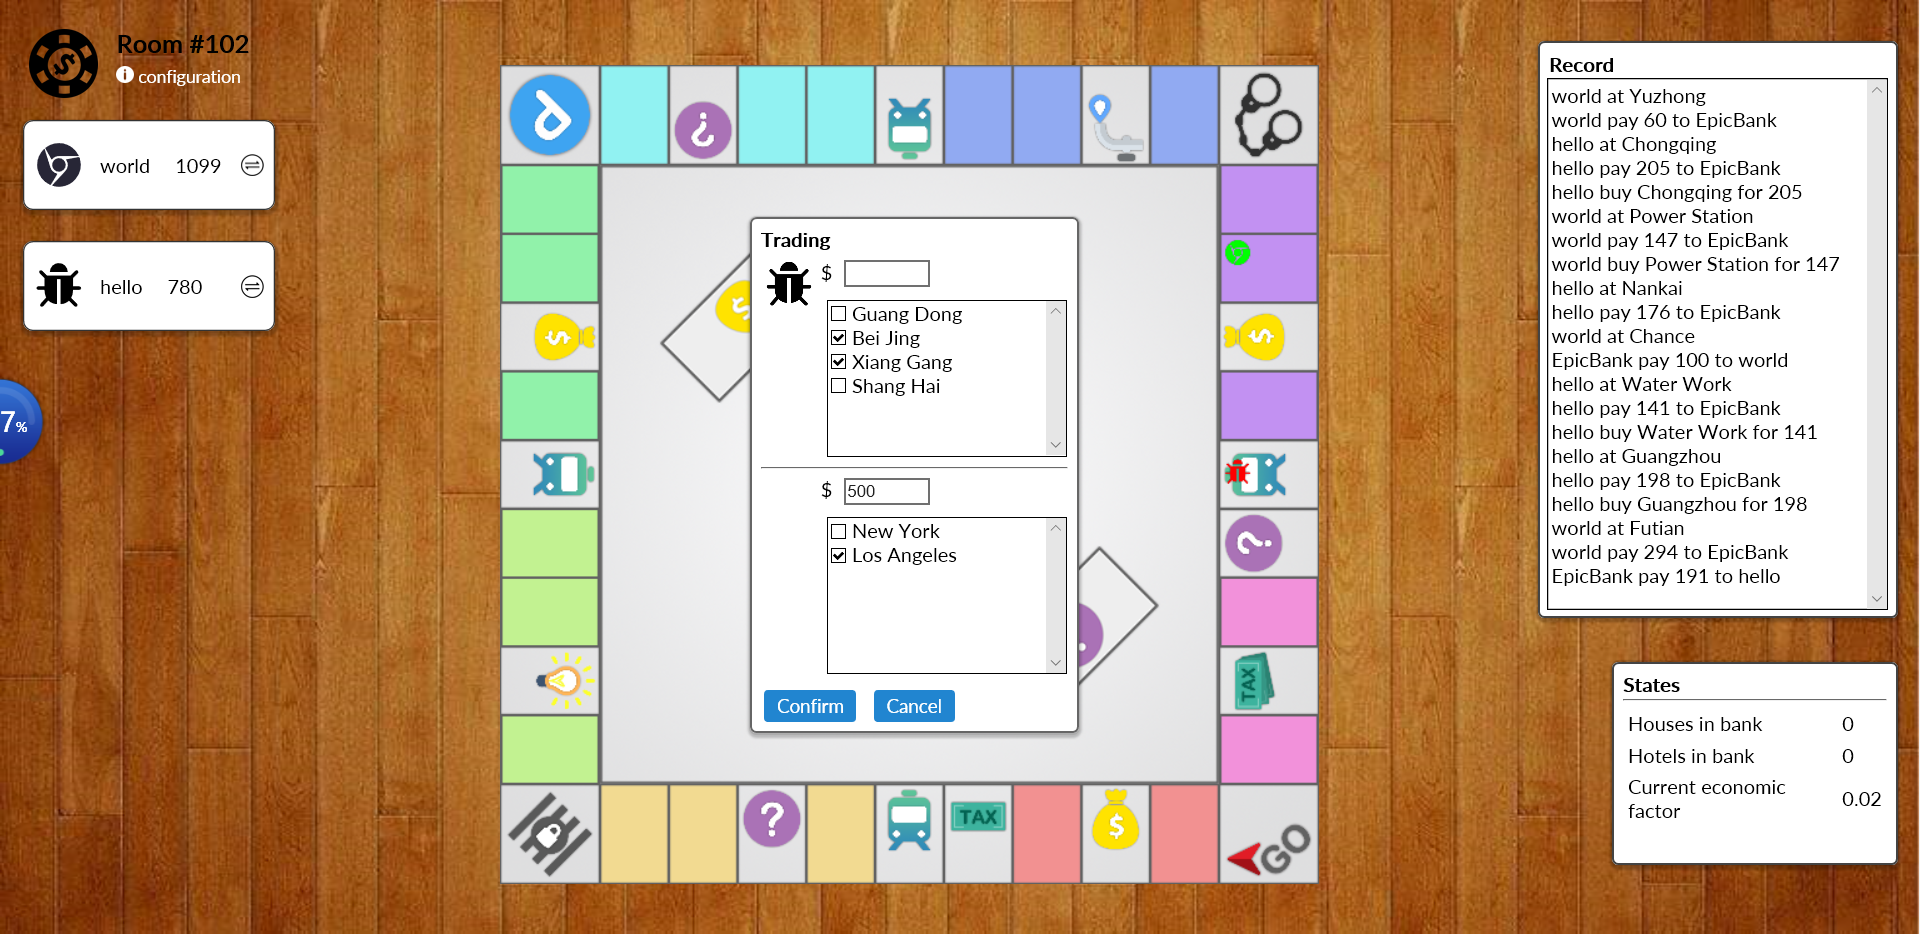 Room #102
configuration
world 1099
hello 780
7%
Trading
$
Guang Dong
Bei Jing
Xiang Gang
Shang Hai
$ 500
New York
Los Angeles
Confirm Cancel
TAX
TAX
GO
Record
world at Yuzhong
world pay 60 to EpicBank
hello at Chongqing
hello pay 205 to EpicBank
hello buy Chongqing for 205
world at Power Station
world pay 147 to EpicBank
world buy Power Station for 147
hello at Nankai
hello pay 176 to EpicBank
world at Chance
EpicBank pay 100 to world
hello at Water Work
hello pay 141 to EpicBank
hello buy Water Work for 141
hello at Guangzhou
hello pay 198 to EpicBank
hello buy Guangzhou for 198
world at Futian
world pay 294 to EpicBank
EpicBank pay 191 to hello
States
Houses in bank 0
Hotels in bank 0
Current economic
factor 0.02